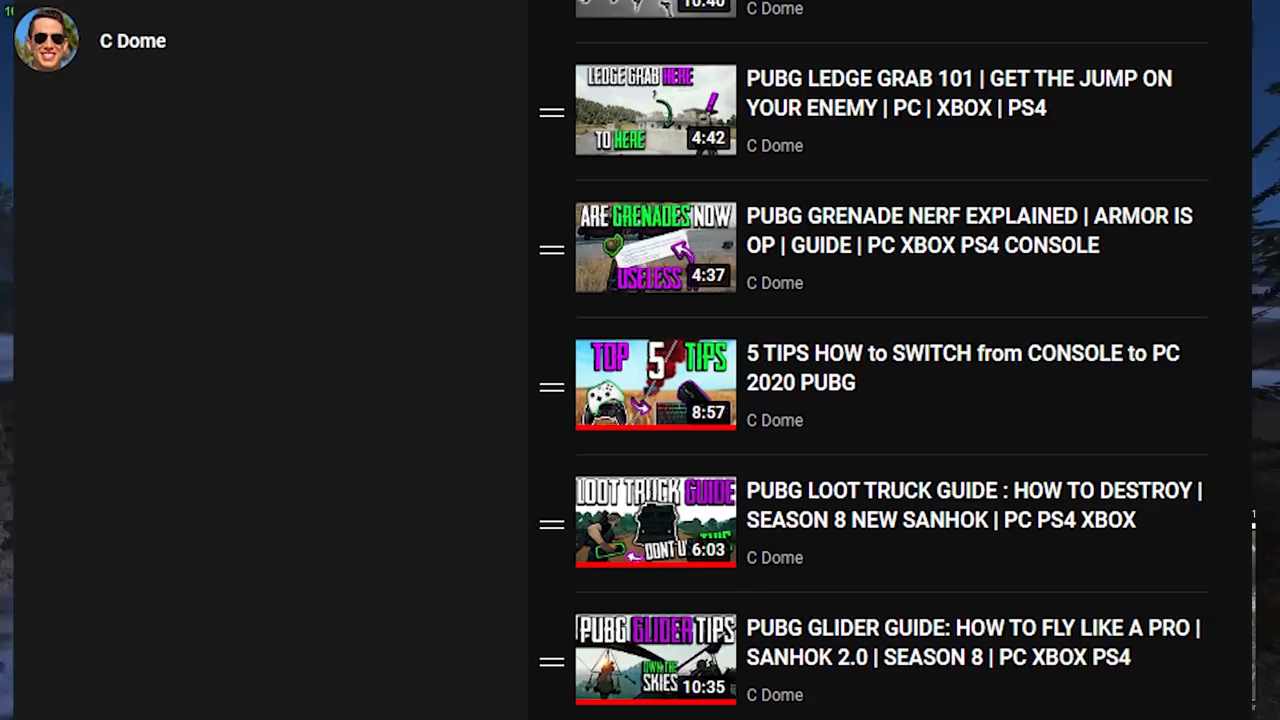 C Dome
10:40
C Dome
LEDGE GRAB HERE
TO HERE
4:42
PUBG LEDGE GRAB 101 | GET THE JUMP ON
YOUR ENEMY | PC | XBOX | PS4
C Dome
ARE GRENADES NOW
USELESS
4:37
PUBG GRENADE NERF EXPLAINED | ARMOR IS
OP | GUIDE | PC XBOX PS4 CONSOLE
C Dome
TOP 5 TIPS
8:57
5 TIPS HOW to SWITCH from CONSOLE to PC
2020 PUBG
C Dome
LOOT TRUCK GUIDE
DONT U
6:03
PUBG LOOT TRUCK GUIDE : HOW TO DESTROY |
SEASON 8 NEW SANHOK | PC PS4 XBOX
C Dome
PUBG GLIDER TIPS
OWN THE
SKIES
10:35
PUBG GLIDER GUIDE: HOW TO FLY LIKE A PRO |
SANHOK 2.0 | SEASON 8 | PC XBOX PS4
C Dome